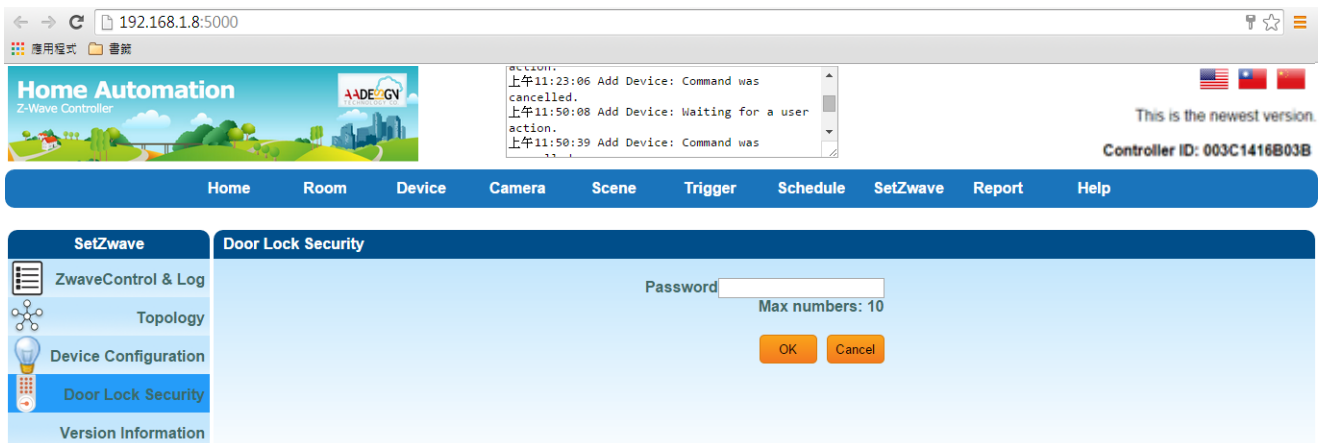 192.168.1.8:5000
應用程式 書籤
Home Automation
Z-Wave Controller
AADESIGN
TECHNOLOGY CO.
action.
上午11:23:06 Add Device: Command was
cancelled.
上午11:50:08 Add Device: Waiting for a user
action.
上午11:50:39 Add Device: Command was
This is the newest version.
Controller ID: 003C1416B03B
Home Room Device Camera Scene Trigger Schedule SetZwave Report Help
SetZwave
ZwaveControl & Log
Topology
Device Configuration
Door Lock Security
Version Information
Door Lock Security
Password
Max numbers: 10
OK Cancel